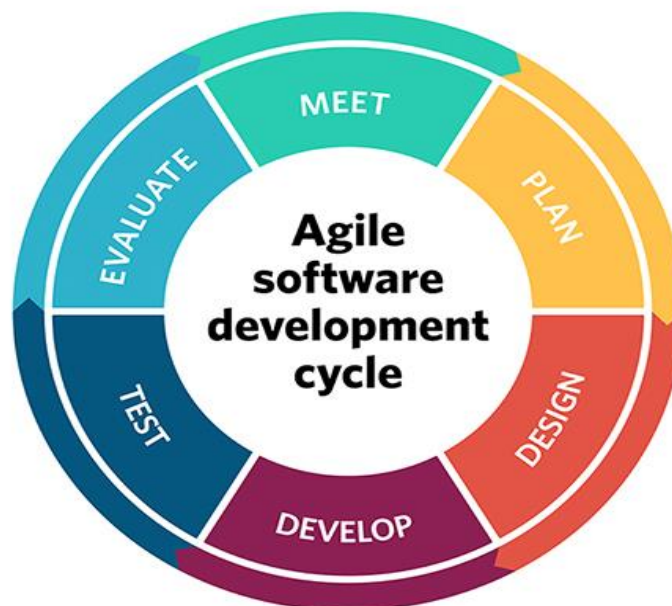 Agile
software
development
cycle
MEET
PLAN
DESIGN
DEVELOP
TEST
EVALUATE